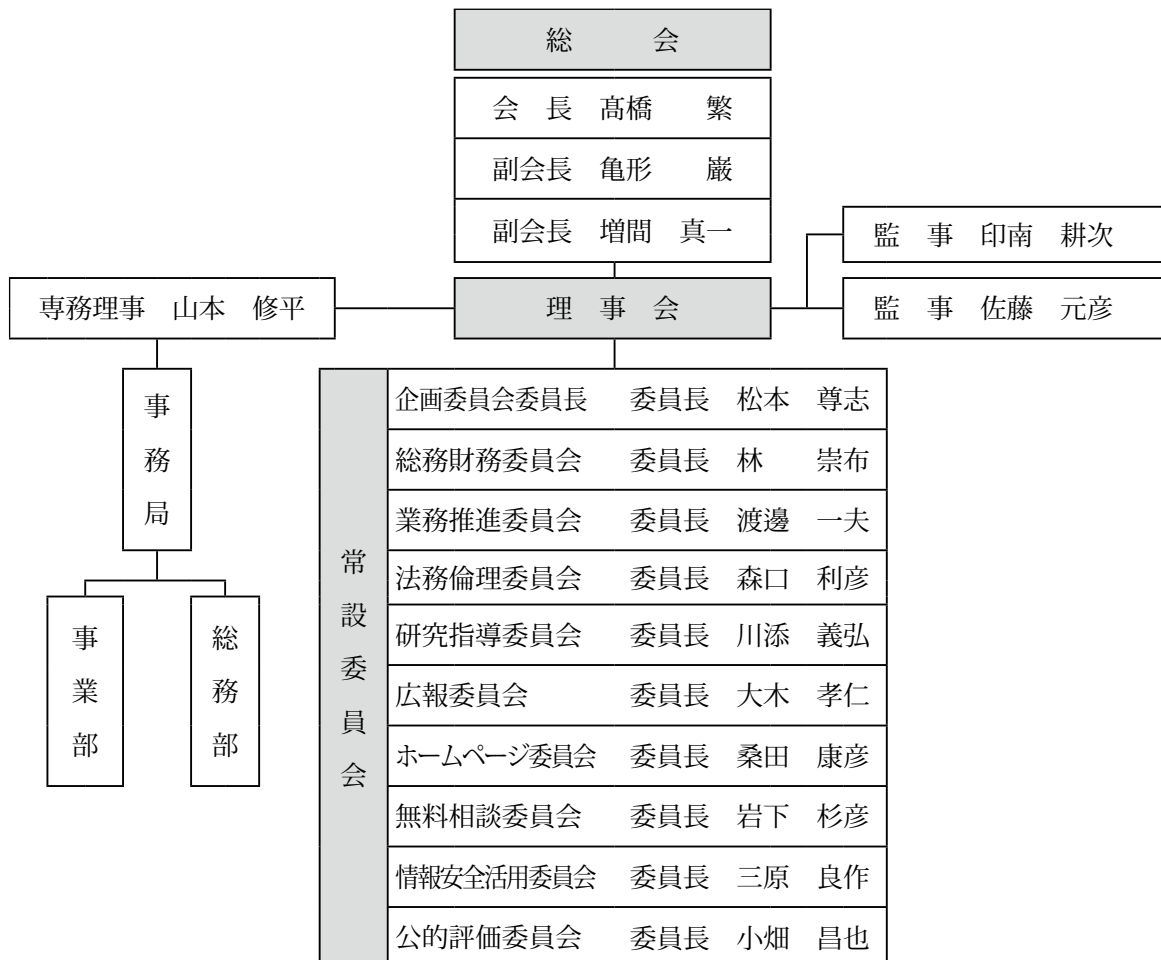 総　会
会　長　髙橋　繁
副会長　亀形　巌
副会長　増間　真一
監　事　印南　耕次
専務理事　山本　修平
理　事　会
監　事　佐藤　元彦
事務局
事業部
総務部
常設委員会
企画委員会委員長　委員長　松本　尊志
総務財務委員会　委員長　林　崇布
業務推進委員会　委員長　渡邊　一夫
法務倫理委員会　委員長　森口　利彦
研究指導委員会　委員長　川添　義弘
広報委員会　委員長　大木　孝仁
ホームページ委員会　委員長　桑田　康彦
無料相談委員会　委員長　岩下　杉彦
情報安全活用委員会　委員長　三原　良作
公的評価委員会　委員長　小畑　昌也